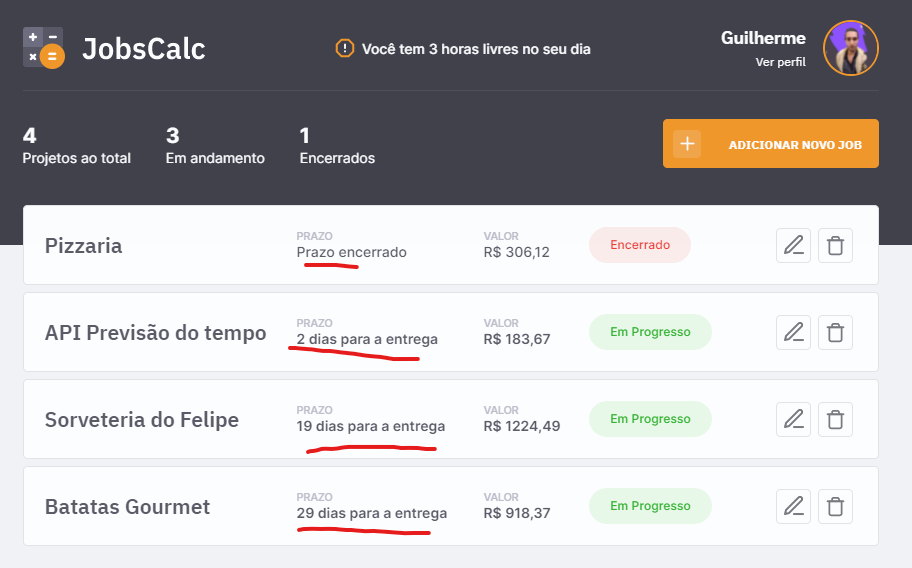 JobsCalc
Você tem 3 horas livres no seu dia
Guilherme
Ver perfil
4
Projetos ao total
3
Em andamento
1
Encerrados
ADICIONAR NOVO JOB
Pizzaria
PRAZO
Prazo encerrado
VALOR
R$ 306,12
Encerrado
API Previsão do tempo
PRAZO
2 dias para a entrega
VALOR
R$ 183,67
Em Progresso
Sorveteria do Felipe
PRAZO
19 dias para a entrega
VALOR
R$ 1224,49
Em Progresso
Batatas Gourmet
PRAZO
29 dias para a entrega
VALOR
R$ 918,37
Em Progresso